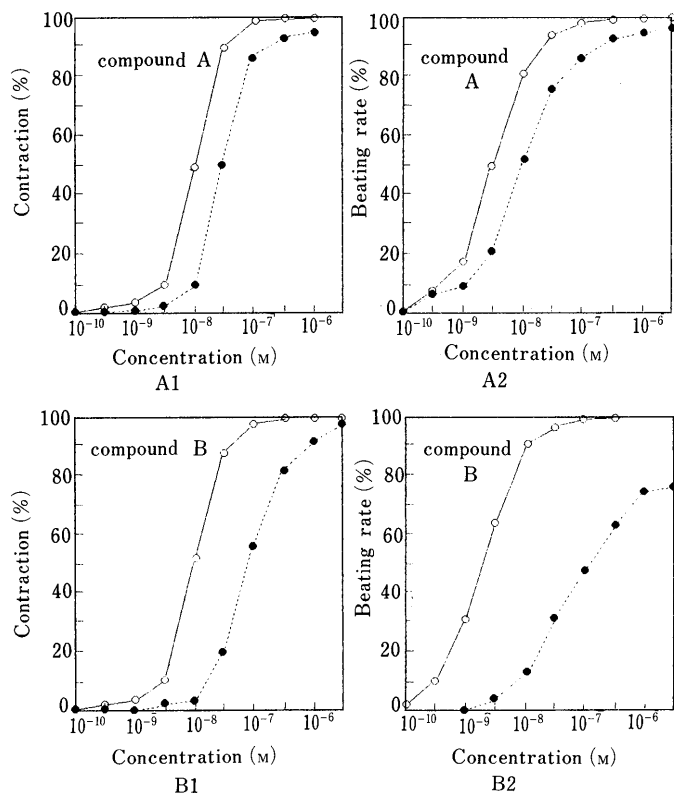 100
80
60
40
20
0
Contraction (%)
compound A
10⁻¹⁰ 10⁻⁹ 10⁻⁸ 10⁻⁷ 10⁻⁶
Concentration (M)
A1
100
80
60
40
20
0
Beating rate (%)
compound
A
10⁻¹⁰ 10⁻⁹ 10⁻⁸ 10⁻⁷ 10⁻⁶
Concentration (M)
A2
100
80
60
40
20
0
Contraction (%)
compound B
10⁻¹⁰ 10⁻⁹ 10⁻⁸ 10⁻⁷ 10⁻⁶
Concentration (M)
B1
100
80
60
40
20
0
Beating rate (%)
compound
B
10⁻¹⁰ 10⁻⁹ 10⁻⁸ 10⁻⁷ 10⁻⁶
Concentration (M)
B2